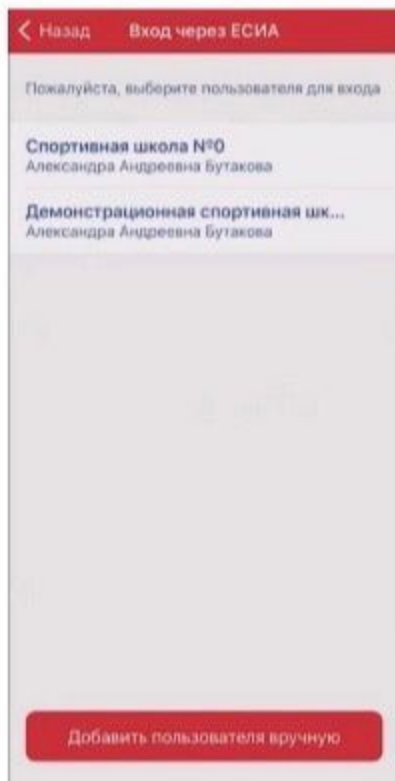 Назад
Вход через ЕСИА
Пожалуйста, выберите пользователя для входа
Спортивная школа №0
Александра Андреевна Бутакова
Демонстрационная спортивная шк...
Александра Андреевна Бутакова
Добавить пользователя вручную